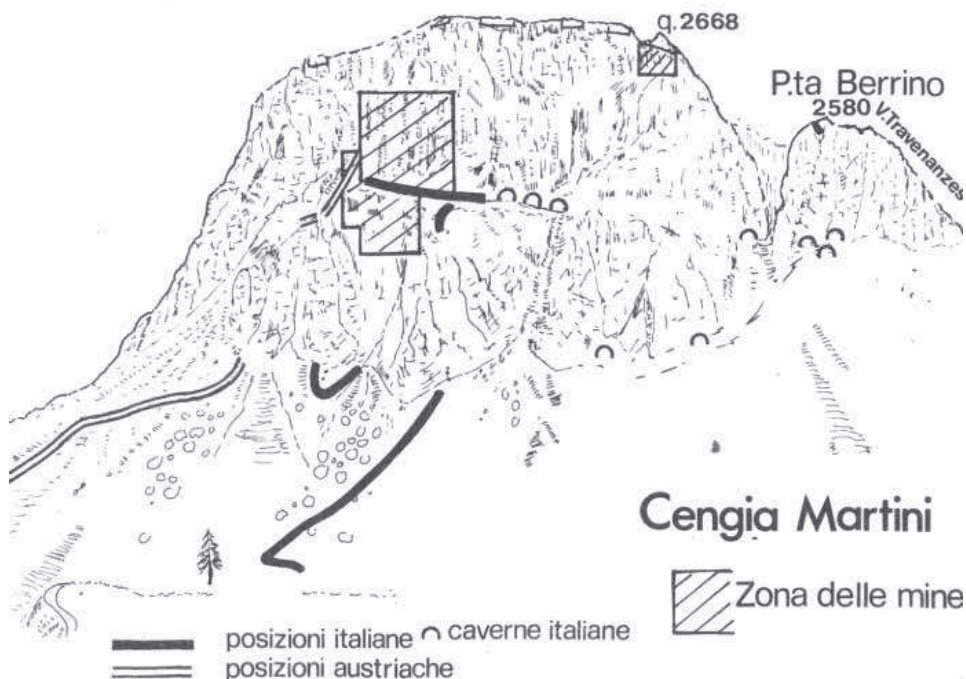 q.2668
P.ta Berrino
2580 V.Travenanzes
Cengia Martini
Zona delle mine
posizioni italiane
caverne italiane
posizioni austriache